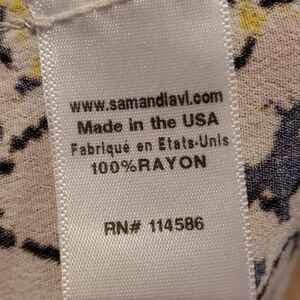 www.samandlavi.com
Made in the USA
Fabriqué en Etats-Unis
100%RAYON
RN# 114586